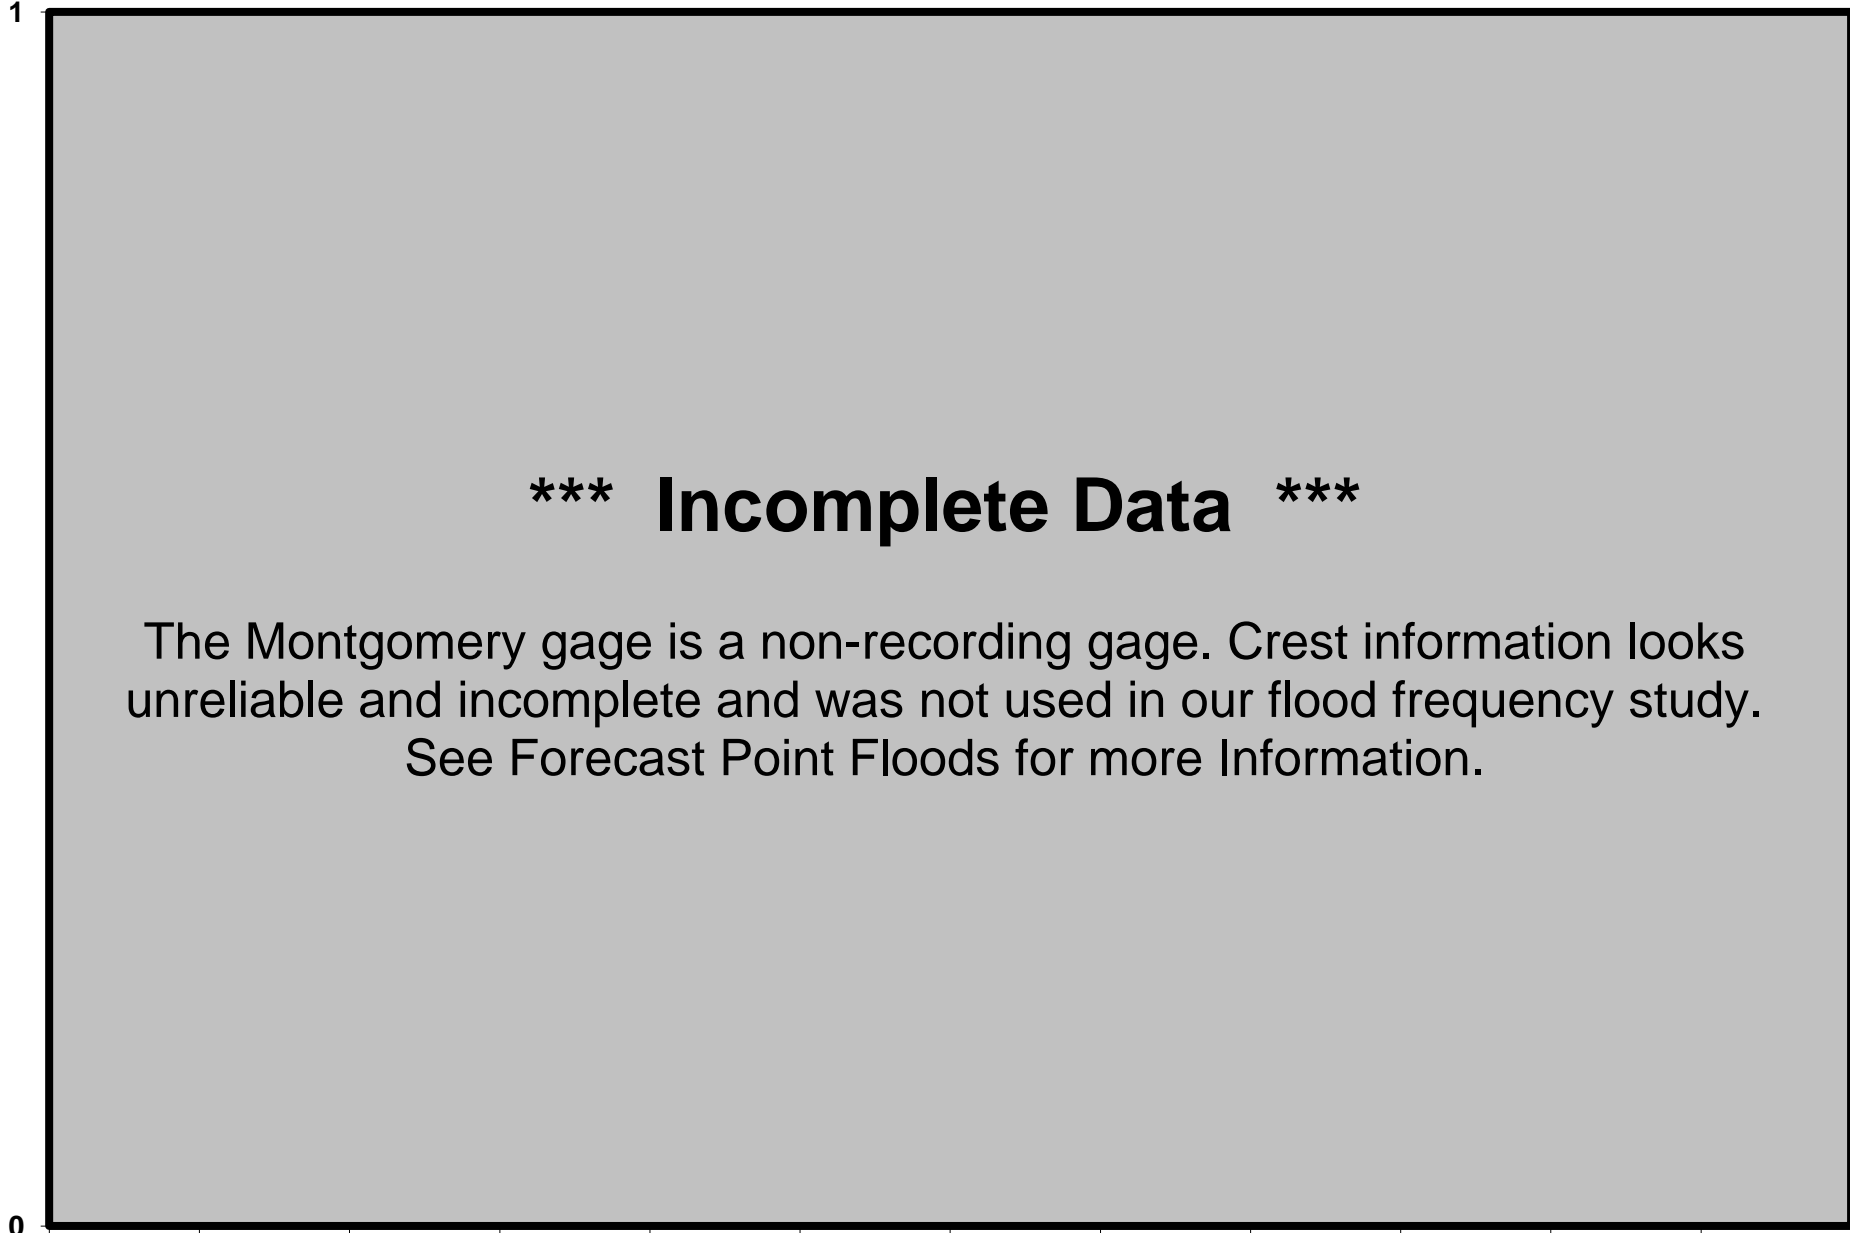 1
*** Incomplete Data ***
The Montgomery gage is a non-recording gage. Crest information looks
unreliable and incomplete and was not used in our flood frequency study.
See Forecast Point Floods for more Information.
0